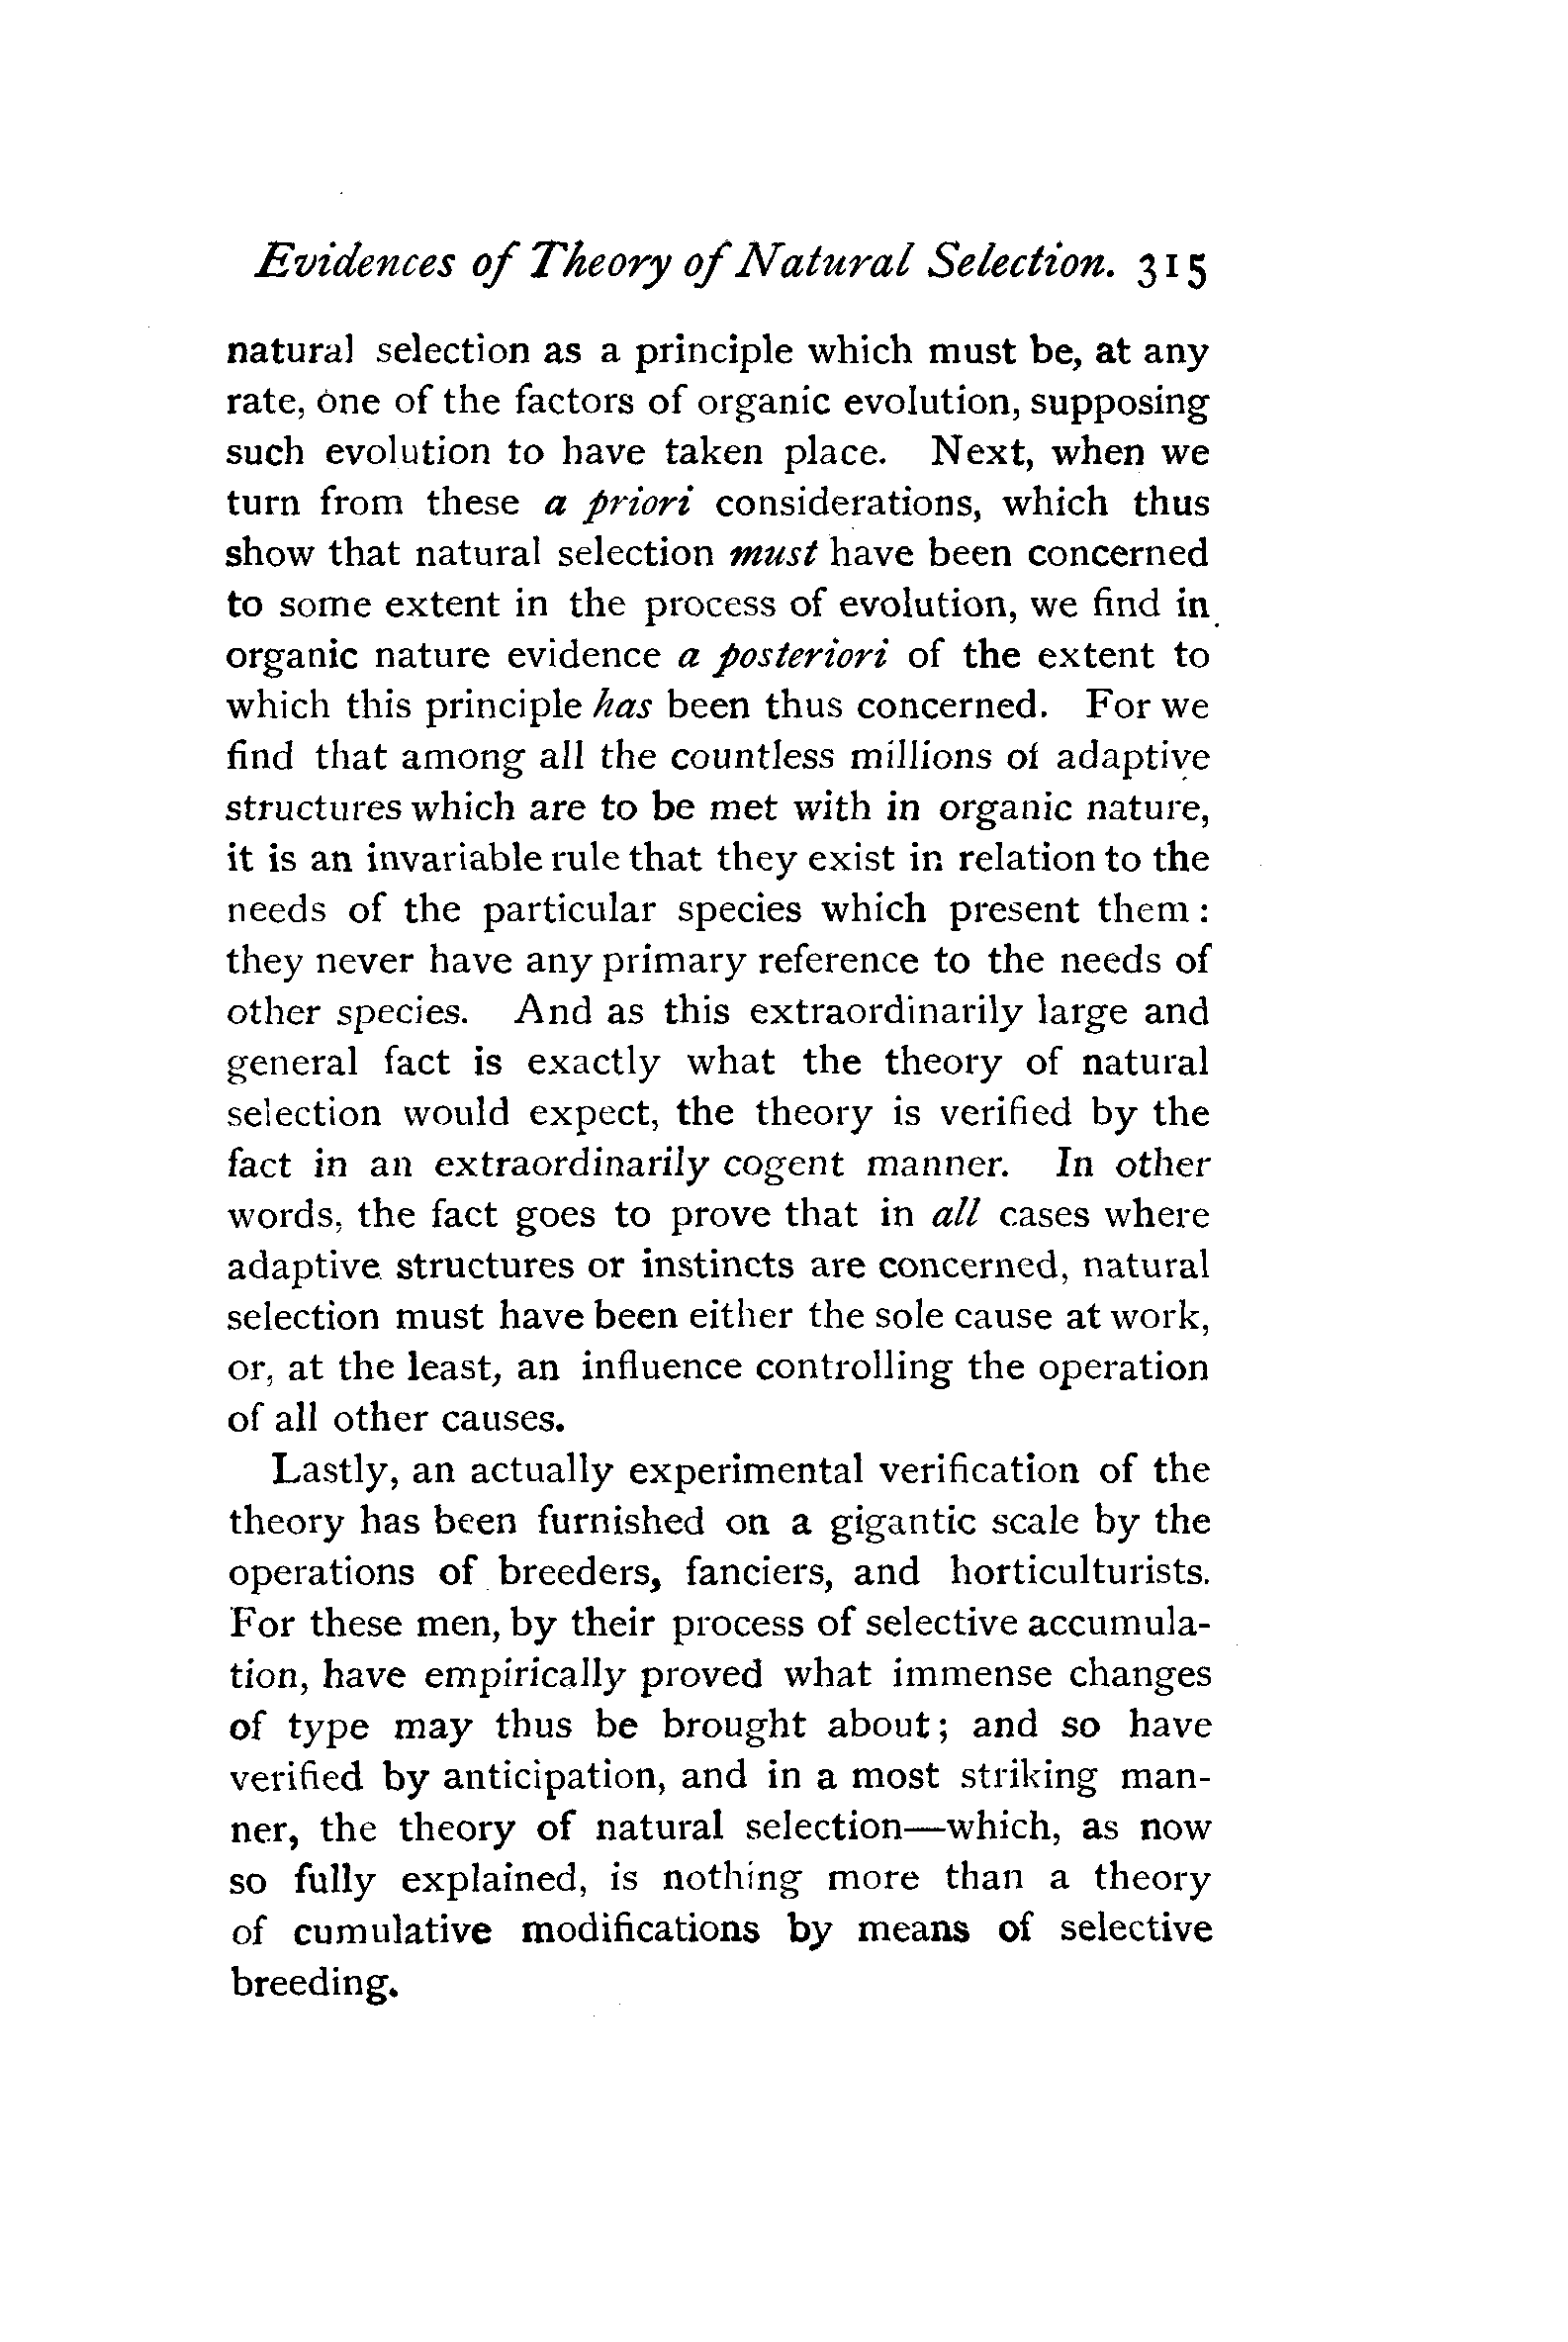 Evidences of Theory of Natural Selection. 315
natural selection as a principle which must be, at any
rate, one of the factors of organic evolution, supposing
such evolution to have taken place. Next, when we
turn from these a priori considerations, which thus
show that natural selection must have been concerned
to some extent in the process of evolution, we find in
organic nature evidence a posteriori of the extent to
which this principle has been thus concerned. For we
find that among all the countless millions of adaptive
structures which are to be met with in organic nature,
it is an invariable rule that they exist in relation to the
needs of the particular species which present them:
they never have any primary reference to the needs of
other species. And as this extraordinarily large and
general fact is exactly what the theory of natural
selection would expect, the theory is verified by the
fact in an extraordinarily cogent manner. In other
words, the fact goes to prove that in all cases where
adaptive structures or instincts are concerned, natural
selection must have been either the sole cause at work,
or, at the least, an influence controlling the operation
of all other causes.
Lastly, an actually experimental verification of the
theory has been furnished on a gigantic scale by the
operations of breeders, fanciers, and horticulturists.
For these men, by their process of selective accumula-
tion, have empirically proved what immense changes
of type may thus be brought about; and so have
verified by anticipation, and in a most striking man-
ner, the theory of natural selection—which, as now
so fully explained, is nothing more than a theory
of cumulative modifications by means of selective
breeding.